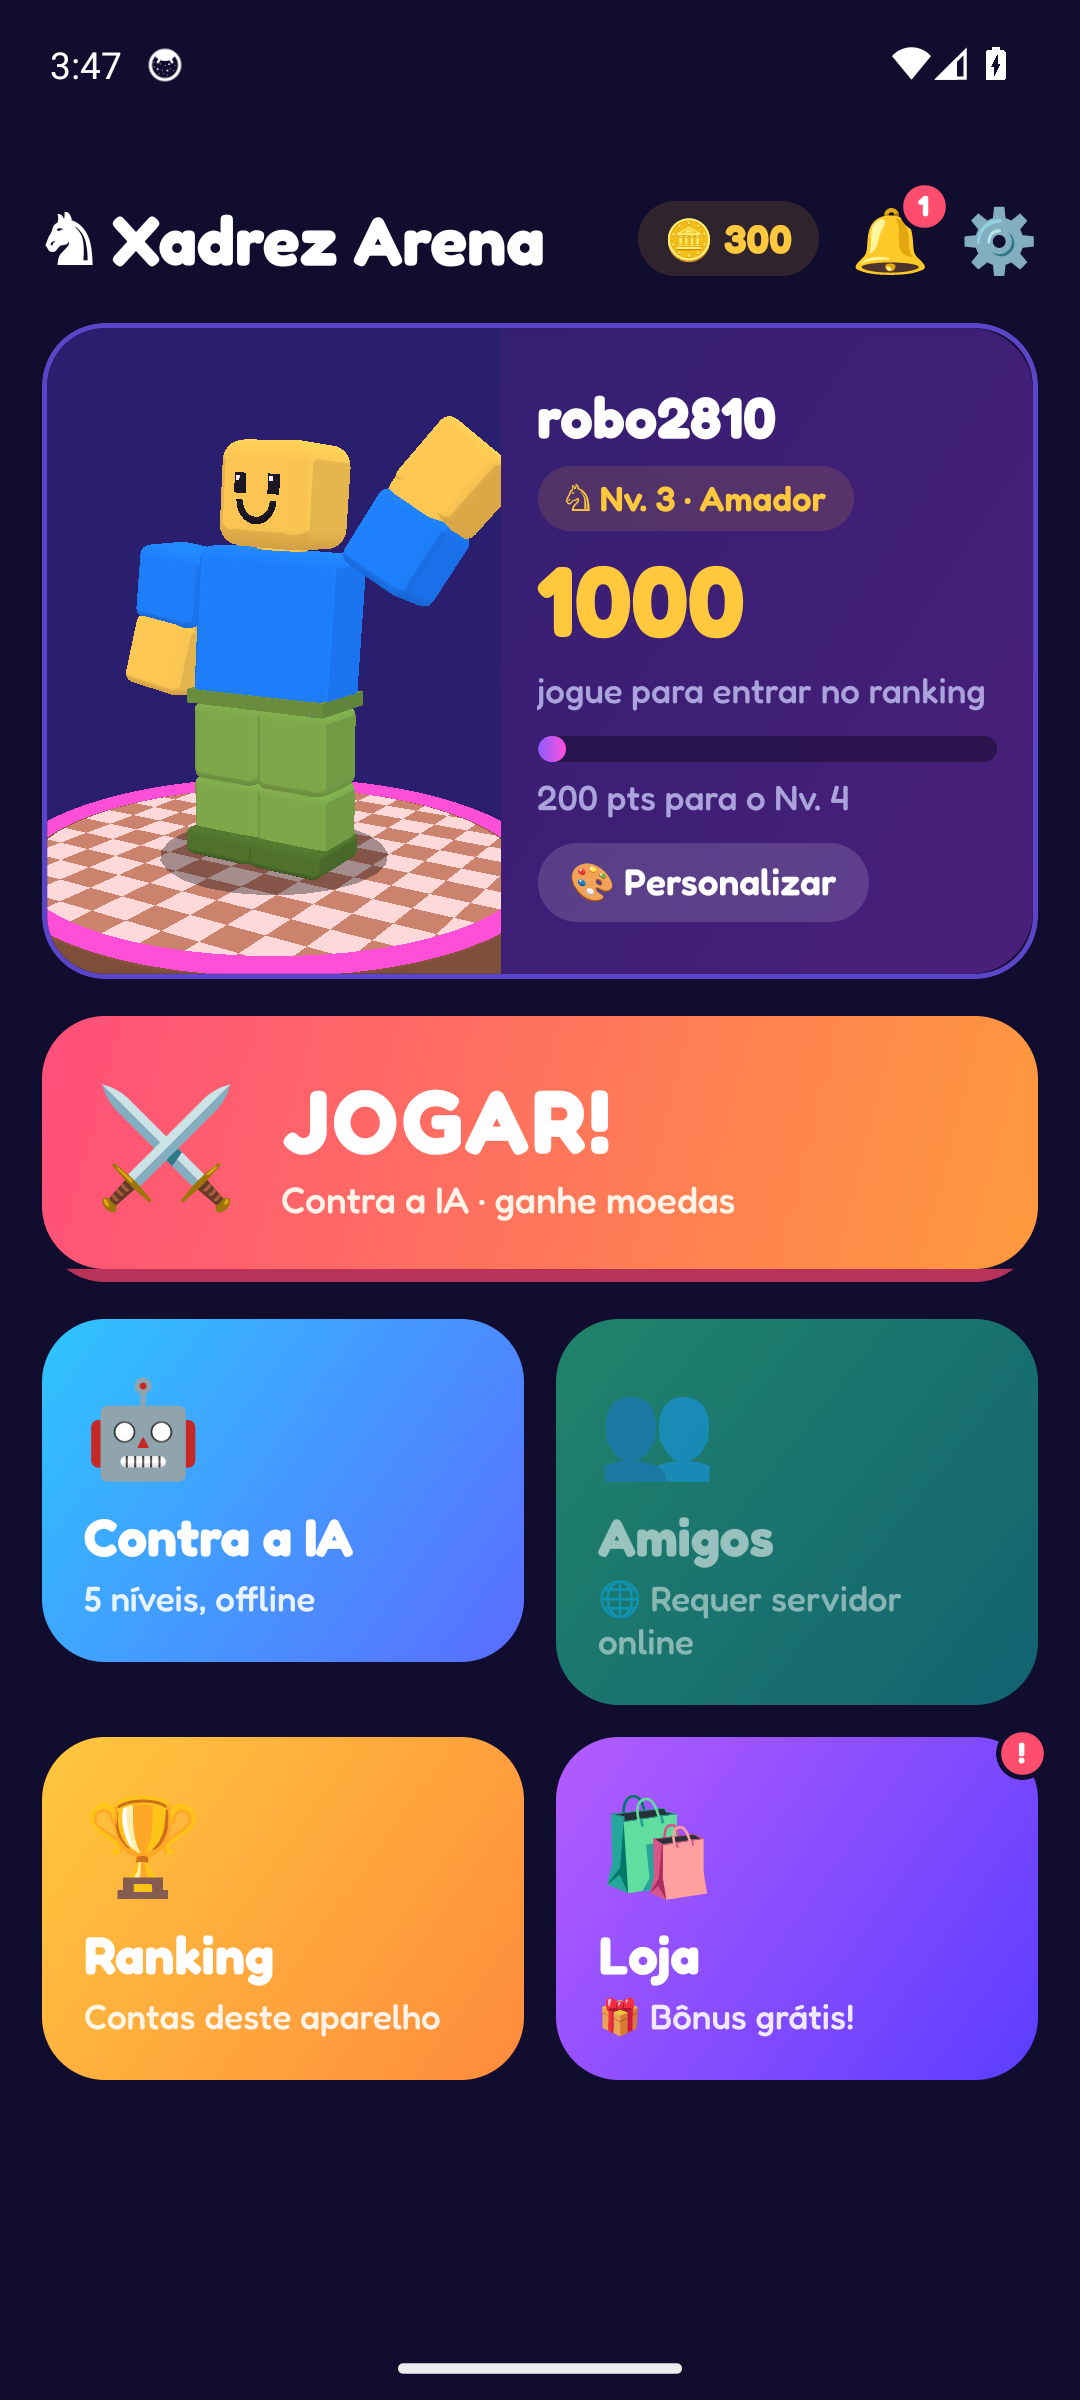 3:47
Xadrez Arena
300
1
robo2810
Nv. 3 · Amador
1000
jogue para entrar no ranking
200 pts para o Nv. 4
Personalizar
JOGAR!
Contra a IA · ganhe moedas
Contra a IA
5 níveis, offline
Amigos
Requer servidor
online
!
Ranking
Contas deste aparelho
Loja
Bônus grátis!